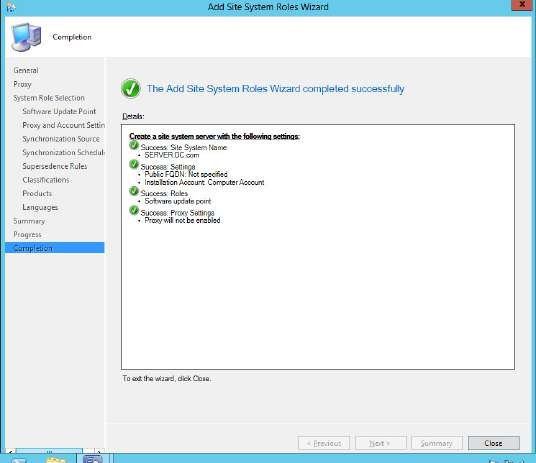 Add Site System Roles Wizard
x
Completion
General
Proxy
System Role Selection
Software Update Point
Proxy and Account Settin
Synchronization Source
Synchronization Schedul
Supersedence Rules
Classifications
Products
Languages
Summary
Progress
Completion
The Add Site System Roles Wizard completed successfully
Details:
Create a site system server with the following settings:
Success: Site System Name
• SERVER.DC.com
Success: Settings
• Public FQDN: Not specified
• Installation Account: Computer Account
Success: Roles
• Software update point
Success: Proxy Settings
• Proxy will not be enabled
To exit the wizard, click Close.
< Previous
Next >
Summary
Close